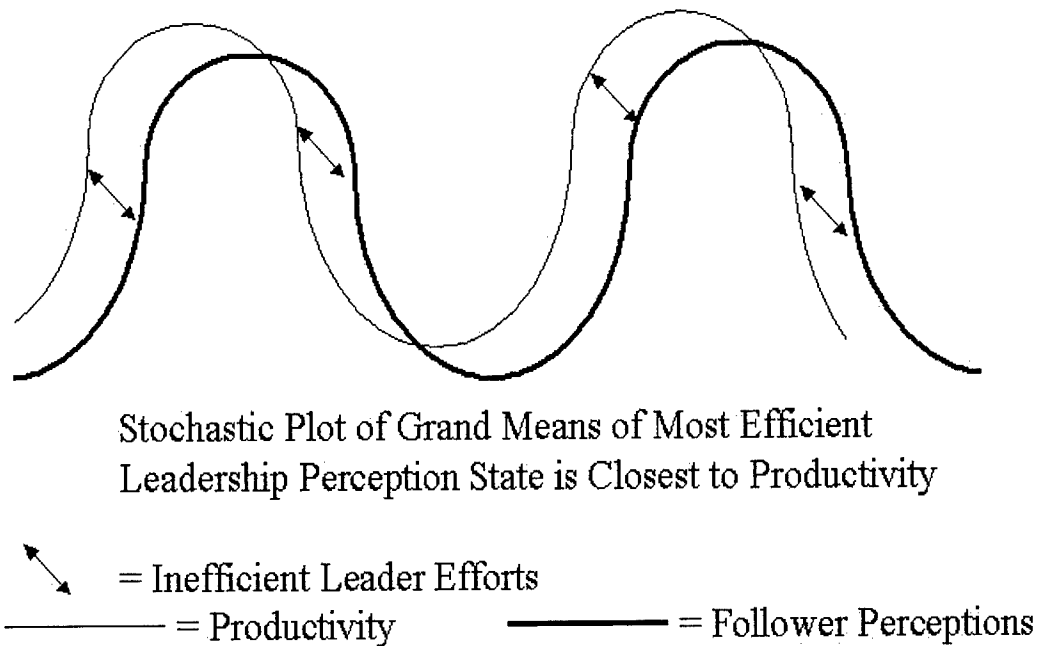 Stochastic Plot of Grand Means of Most Efficient
Leadership Perception State is Closest to Productivity
= Inefficient Leader Efforts
= Productivity
= Follower Perceptions